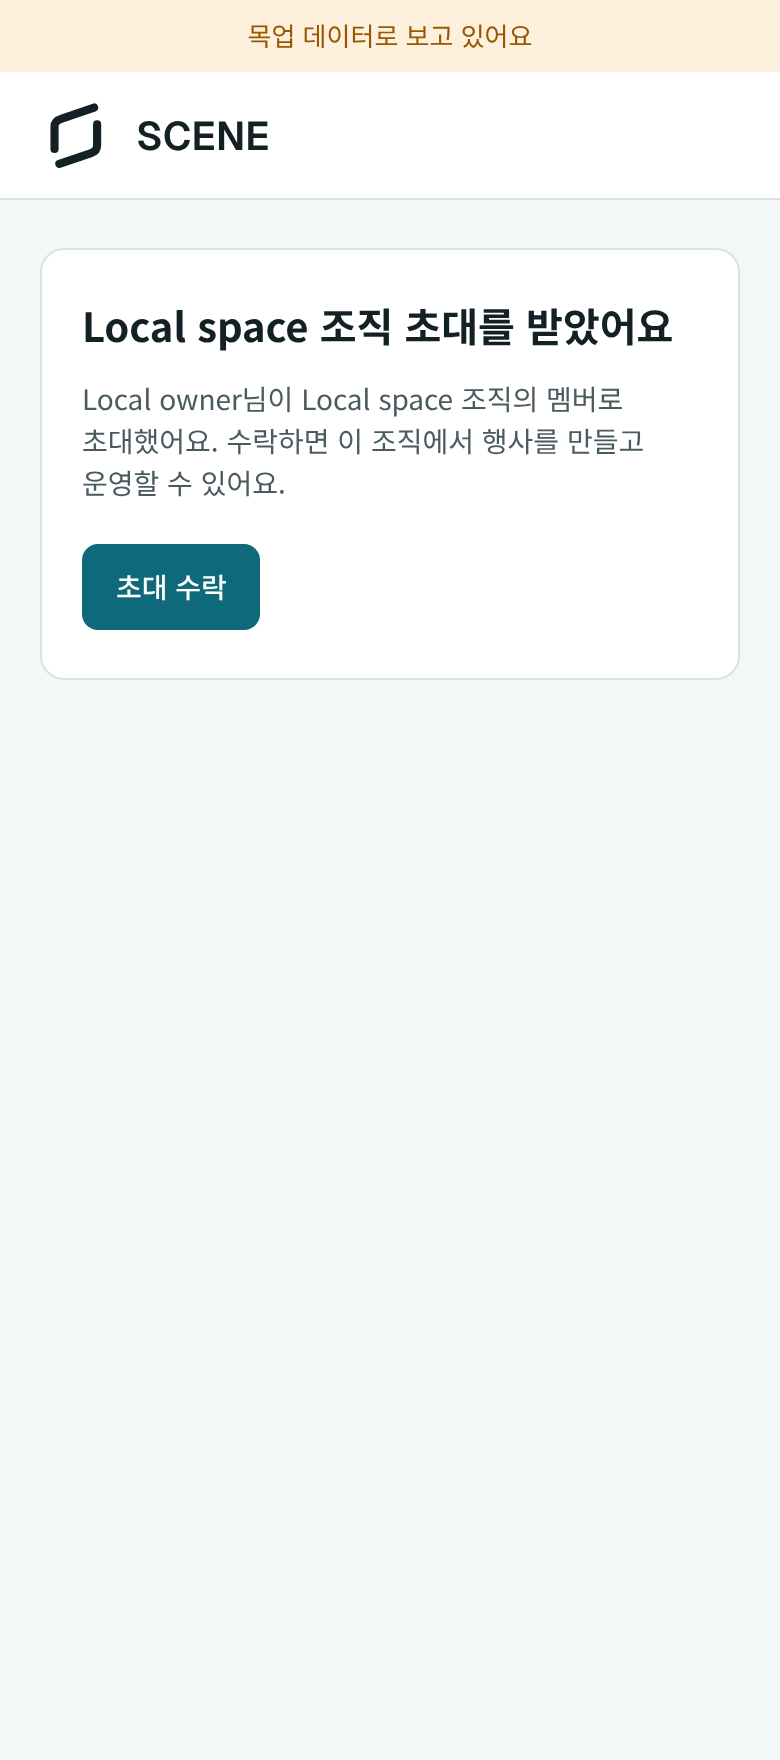 목업 데이터로 보고 있어요
SCENE
Local space 조직 초대를 받았어요
Local owner님이 Local space 조직의 멤버로
초대했어요. 수락하면 이 조직에서 행사를 만들고
운영할 수 있어요.
초대 수락